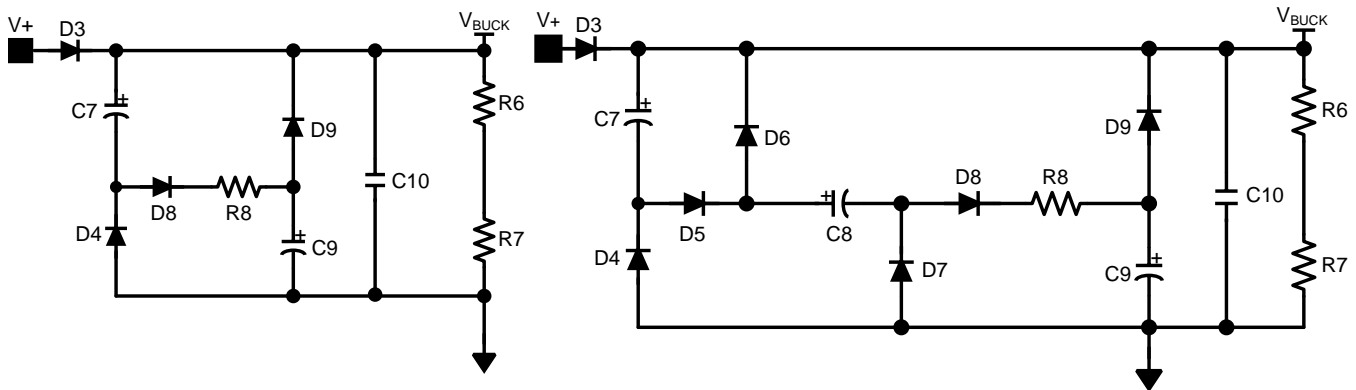 V+
D3
VBUCK
C7
+
D9
R6
D8
R8
C10
D4
+
C9
R7
V+
D3
VBUCK
C7
+
D6
D9
R6
D5
+
C8
D8
R8
C10
D4
D7
C9
+
R7